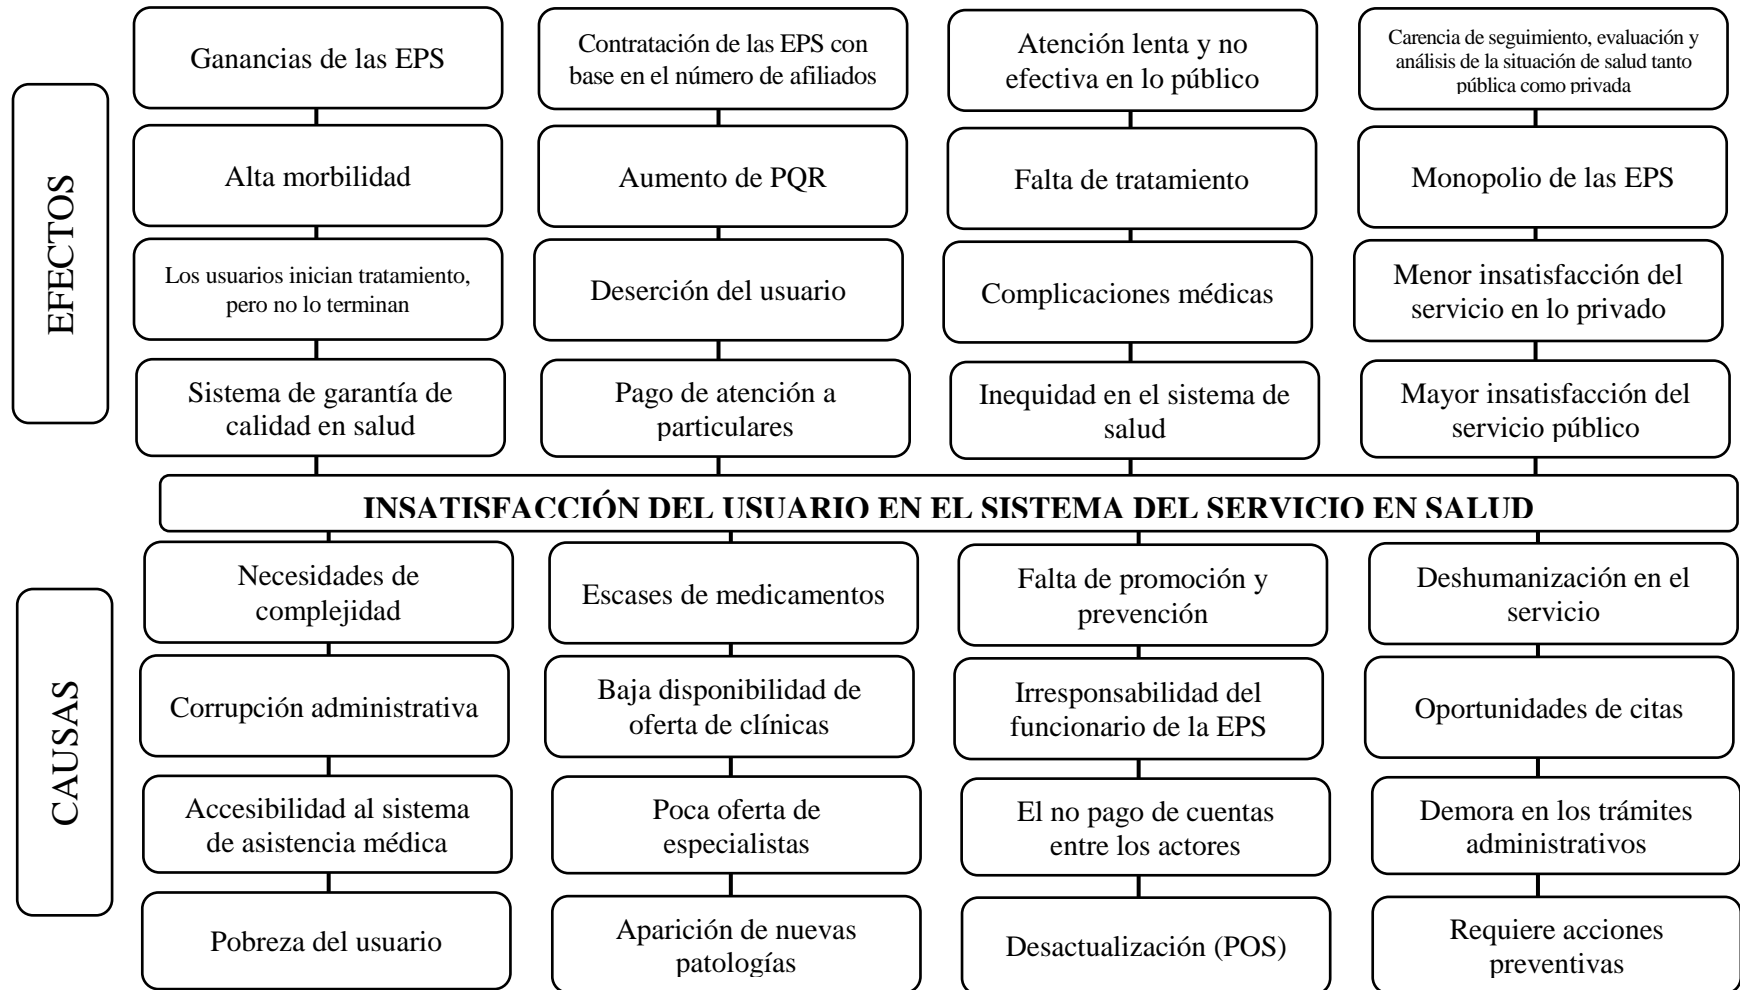 EFECTOS
Ganancias de las EPS
Contratación de las EPS con
base en el número de afiliados
Atención lenta y no
efectiva en lo público
Carencia de seguimiento, evaluación y
análisis de la situación de salud tanto
pública como privada
Alta morbilidad
Aumento de PQR
Falta de tratamiento
Monopolio de las EPS
Los usuarios inician tratamiento,
pero no lo terminan
Deserción del usuario
Complicaciones médicas
Menor insatisfacción del
servicio en lo privado
Sistema de garantía de
calidad en salud
Pago de atención a
particulares
Inequidad en el sistema de
salud
Mayor insatisfacción del
servicio público
INSATISFACCIÓN DEL USUARIO EN EL SISTEMA DEL SERVICIO EN SALUD
CAUSAS
Necesidades de
complejidad
Escases de medicamentos
Falta de promoción y
prevención
Deshumanización en el
servicio
Corrupción administrativa
Baja disponibilidad de
oferta de clínicas
Irresponsabilidad del
funcionario de la EPS
Oportunidades de citas
Accesibilidad al sistema
de asistencia médica
Poca oferta de
especialistas
El no pago de cuentas
entre los actores
Demora en los trámites
administrativos
Pobreza del usuario
Aparición de nuevas
patologías
Desactualización (POS)
Requiere acciones
preventivas